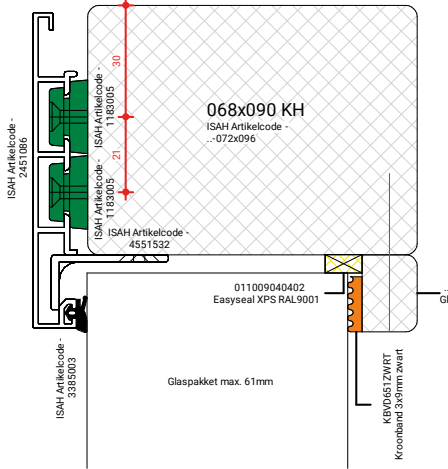 30
068x090 KH
ISAH Artikelcode -
..-072x096
ISAH Artikelcode -
1183005
ISAH Artikelcode -
2451086
21
ISAH Artikelcode -
1183005
ISAH Artikelcode -
4551532
011009040402
Easyseal XPS RAL9001
..
Gl
ISAH Artikelcode -
3385003
Glaspakket max. 61mm
KBVD651ZWRT
Kroonband 3x9mm zwart